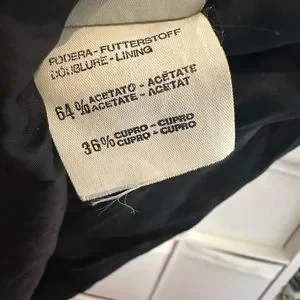 FODERA-FUTTERSTOFF
DOUBLURE-LINING
64% ACETATO-ACÉTATE
ACETATE-ACETAT
36% CUPRO-CUPRO
CUPRO-CUPRO